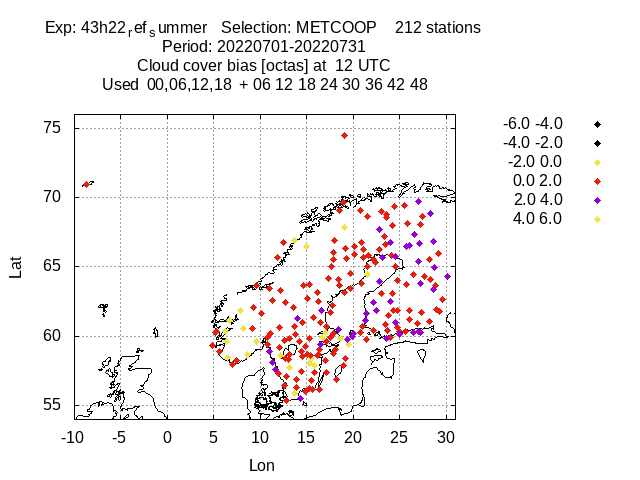 Exp: 43h22ref summer   Selection: METCOOP    212 stations
Period: 20220701-20220731
Cloud cover bias [octas] at  12 UTC
Used  00,06,12,18  + 06 12 18 24 30 36 42 48
-6.0 -4.0
-4.0 -2.0
-2.0 0.0
0.0 2.0
2.0 4.0
4.0 6.0
75
70
65
60
55
Lat
-10 -5 0 5 10 15 20 25 30
Lon